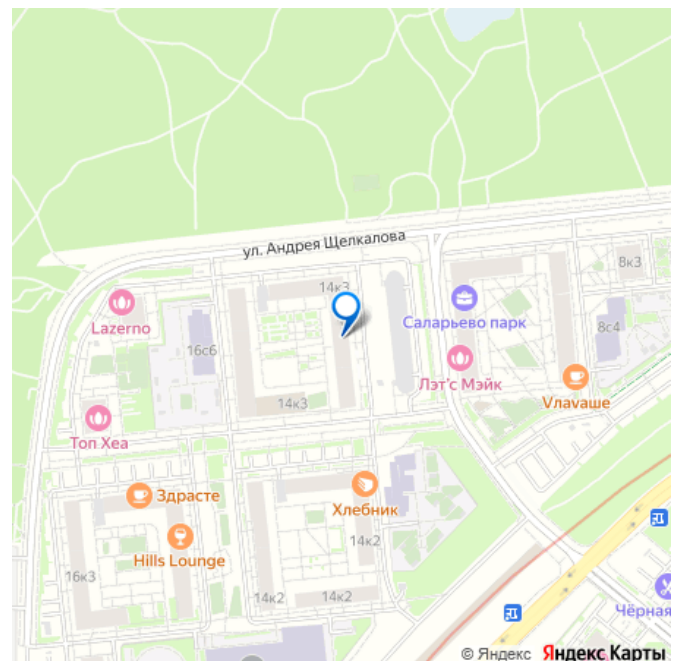 ул. Андрея Щелкалова
8к3
14к3
Lazerno
Саларьево парк
8с4
16с6
Лэт'с Мэйк
Vлаvаше
14к3
Топ Хеа
Здрасте
Хлебник
Hills Lounge
14к2
16к3
14к2
14к2
Чёрная
© Яндекс Яндекс Карты